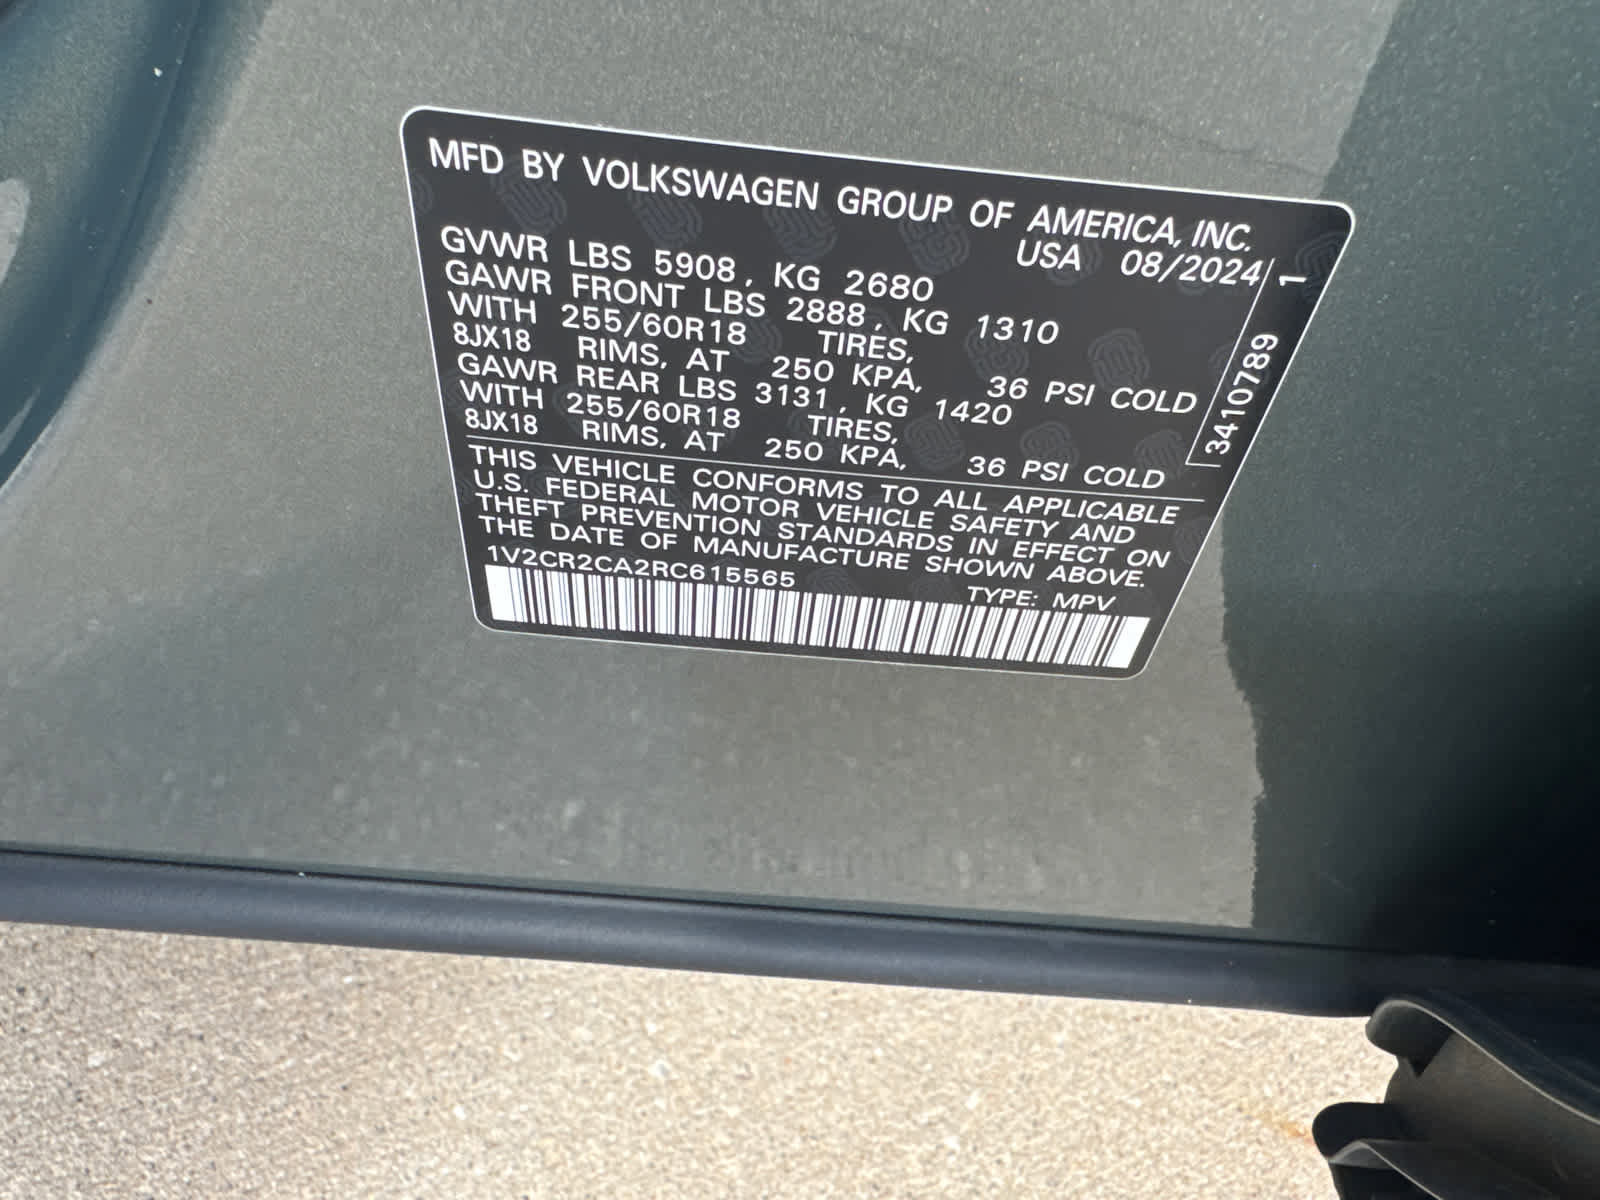 MFD BY VOLKSWAGEN GROUP OF AMERICA, INC.
USA 08/2024
GVWR LBS 5908, KG 2680
GAWR FRONT LBS 2888, KG 1310
WITH 255/60R18 TIRES,
8JX18 RIMS, AT 250 KPA, 36 PSI COLD
GAWR REAR LBS 3131, KG 1420
WITH 255/60R18 TIRES,
8JX18 RIMS, AT 250 KPA, 36 PSI COLD
3410789 1
THIS VEHICLE CONFORMS TO ALL APPLICABLE
U.S. FEDERAL MOTOR VEHICLE SAFETY AND
THEFT PREVENTION STANDARDS IN EFFECT ON
THE DATE OF MANUFACTURE SHOWN ABOVE.
1V2CR2CA2RC615565 TYPE: MPV